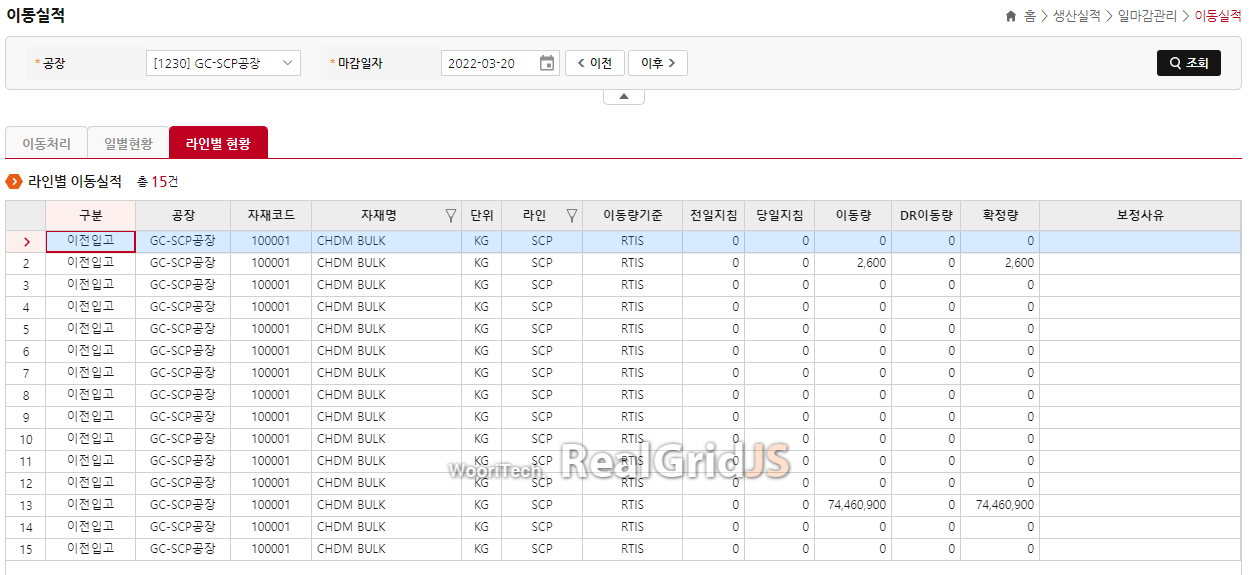 이동실적
홈 > 생산실적 > 일마감관리 > 이동실적
*공장 [1230] GC-SCP공장 *마감일자 2022-03-20 < 이전 이후 > 조회
이동처리 일별현황 라인별 현황
라인별 이동실적 총 15건
구분 공장 자재코드 자재명 단위 라인 이동량기준 전일지침 당일지침 이동량 DR이동량 확정량 보정사유
> 이전입고 GC-SCP공장 100001 CHDM BULK KG SCP RTIS 0 0 0 0 0
2 이전입고 GC-SCP공장 100001 CHDM BULK KG SCP RTIS 0 0 2,600 0 2,600
3 이전입고 GC-SCP공장 100001 CHDM BULK KG SCP RTIS 0 0 0 0 0
4 이전입고 GC-SCP공장 100001 CHDM BULK KG SCP RTIS 0 0 0 0 0
5 이전입고 GC-SCP공장 100001 CHDM BULK KG SCP RTIS 0 0 0 0 0
6 이전입고 GC-SCP공장 100001 CHDM BULK KG SCP RTIS 0 0 0 0 0
7 이전입고 GC-SCP공장 100001 CHDM BULK KG SCP RTIS 0 0 0 0 0
8 이전입고 GC-SCP공장 100001 CHDM BULK KG SCP RTIS 0 0 0 0 0
9 이전입고 GC-SCP공장 100001 CHDM BULK KG SCP RTIS 0 0 0 0 0
10 이전입고 GC-SCP공장 100001 CHDM BULK KG SCP RTIS 0 0 0 0 0
11 이전입고 GC-SCP공장 100001 CHDM BULK KG SCP RTIS 0 0 0 0 0
WooriTech. RealGridJS
12 이전입고 GC-SCP공장 100001 CHDM BULK KG SCP RTIS 0 0 0 0 0
13 이전입고 GC-SCP공장 100001 CHDM BULK KG SCP RTIS 0 0 74,460,900 0 74,460,900
14 이전입고 GC-SCP공장 100001 CHDM BULK KG SCP RTIS 0 0 0 0 0
15 이전입고 GC-SCP공장 100001 CHDM BULK KG SCP RTIS 0 0 0 0 0